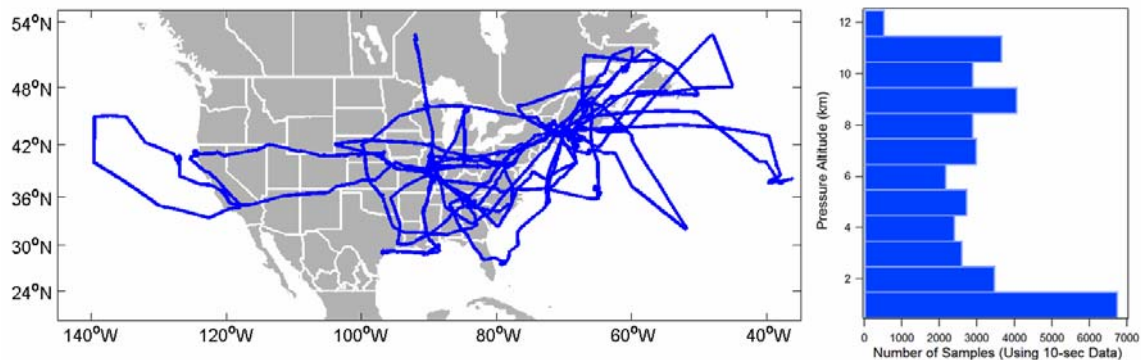 54°N
48°N
42°N
36°N
30°N
24°N
140°W 120°W 100°W 80°W 60°W 40°W
Pressure Altitude (km)
12
10
8
6
4
2
0 1000 2000 3000 4000 5000 6000 7000
Number of Samples (Using 10-sec Data)